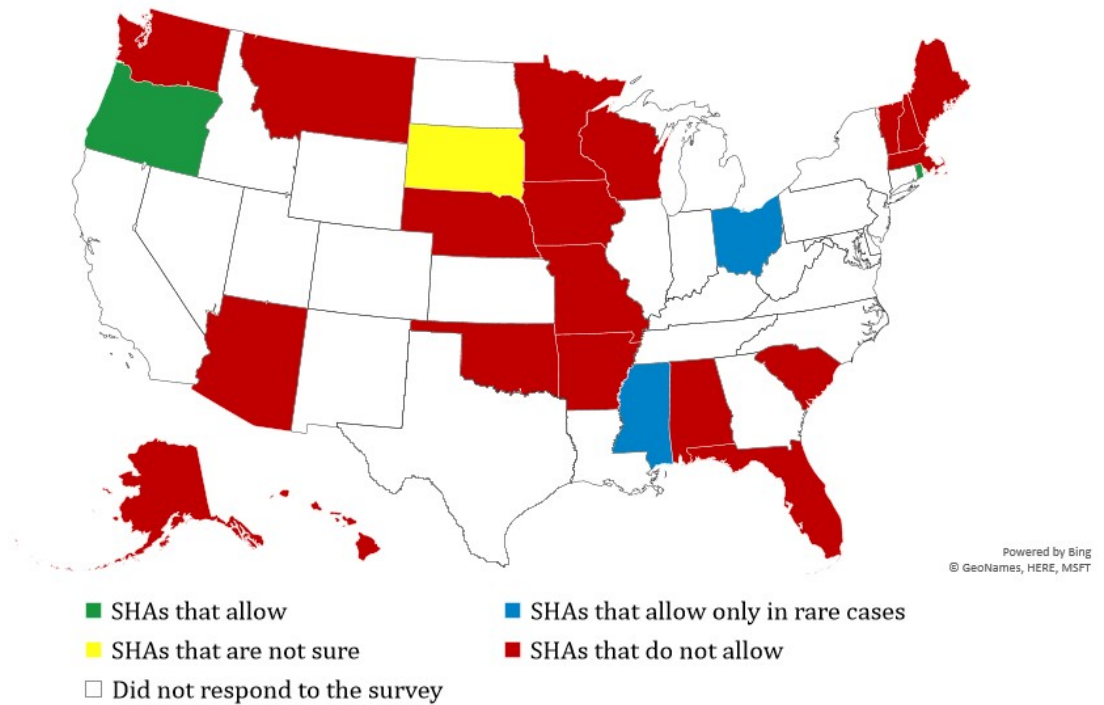 Powered by Bing
© GeoNames, HERE, MSFT
SHAs that allow
SHAs that allow only in rare cases
SHAs that are not sure
SHAs that do not allow
Did not respond to the survey